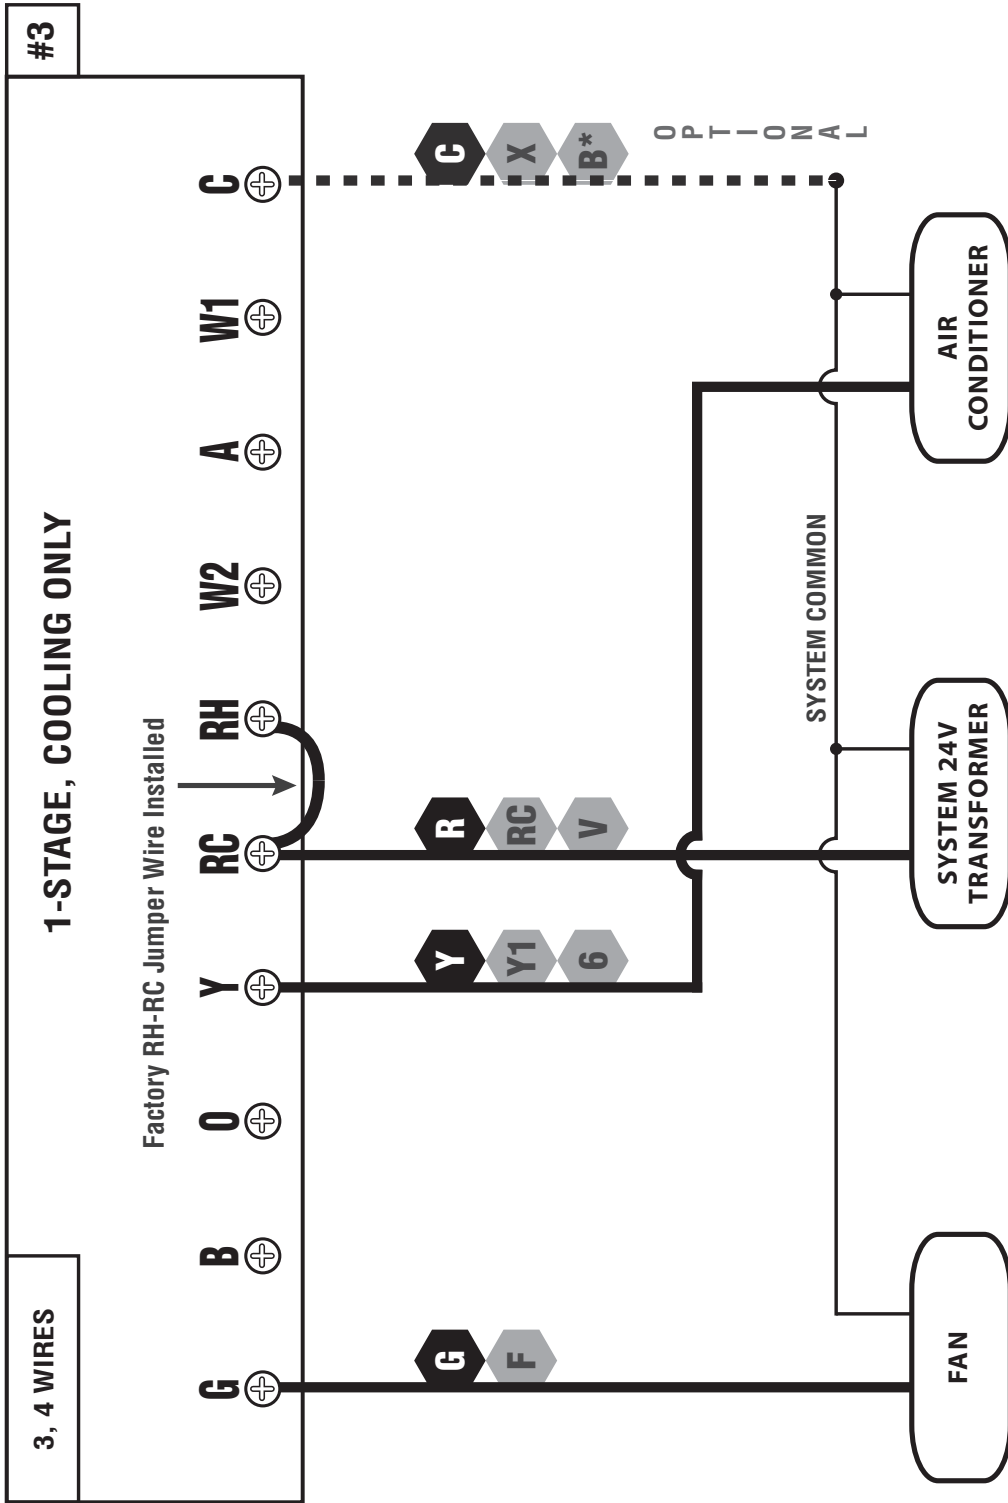 3, 4 WIRES
1-STAGE, COOLING ONLY
#3
Factory RH-RC Jumper Wire Installed
G B O Y RC RH W2 A W1 C
G Y R C
F Y1 RC X
6 V B*
OPTIONAL
SYSTEM COMMON
FAN
SYSTEM 24V
TRANSFORMER
AIR
CONDITIONER